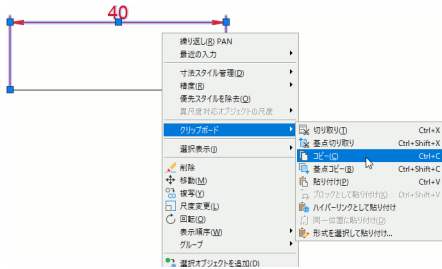 40
繰り返し(R) PAN
最近の入力
寸法スタイル管理(D)
精度(R)
優先スタイルを除去(O)
異尺度対応オブジェクトの尺度
クリップボード
選択表示(I)
削除
移動(M)
複写(Y)
尺度変更(L)
回転(O)
表示順序(W)
グループ
選択オブジェクトを追加(D)
切り取り(T) Ctrl+X
基点切り取り Ctrl+Shift+X
コピー(C) Ctrl+C
基点コピー(B) Ctrl+Shift+C
貼り付け(P) Ctrl+V
ブロックとして貼り付け(K) Ctrl+Shift+V
ハイパーリンクとして貼り付け
同一位置に貼り付け(D)
形式を選択して貼り付け...